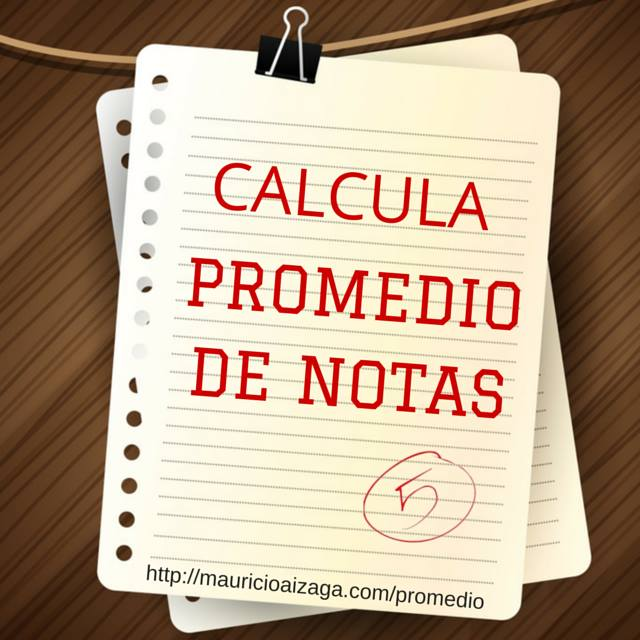 CALCULA
PROMEDIO
DE NOTAS
5
http://mauricioaizaga.com/promedio